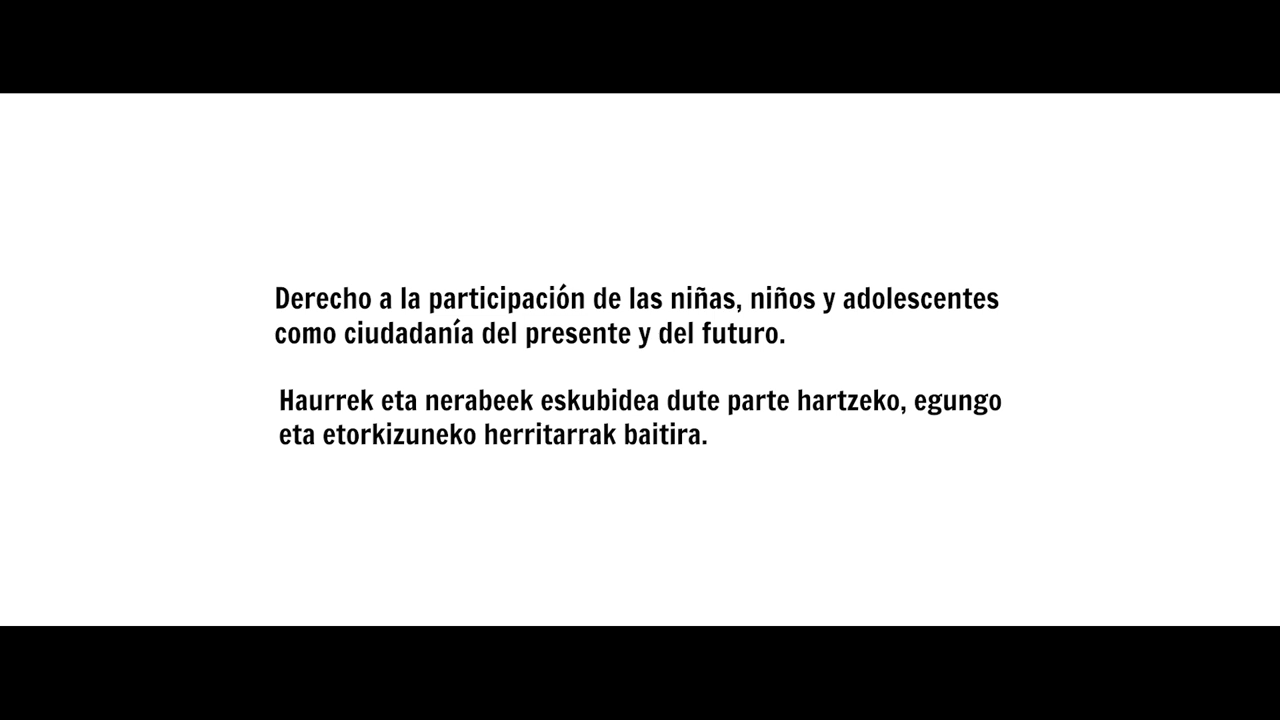 Derecho a la participación de las niñas, niños y adolescentes
como ciudadanía del presente y del futuro.
Haurrek eta nerabeek eskubidea dute parte hartzeko, egungo
eta etorkizuneko herritarrak baitira.